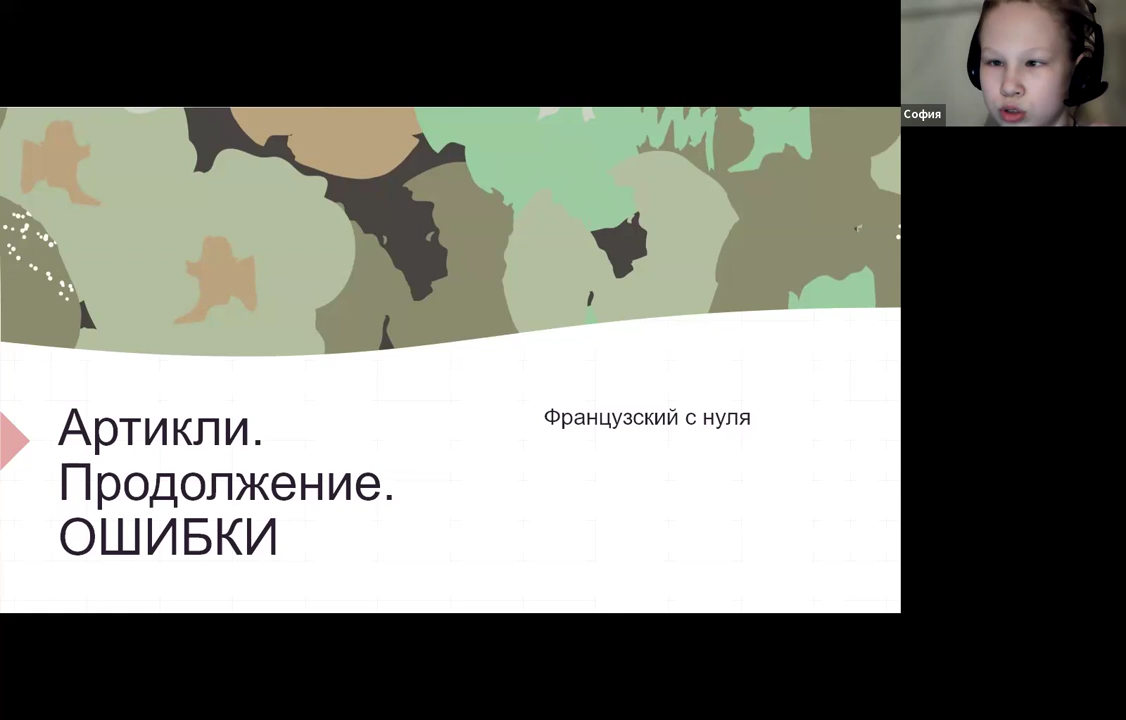 София
Артикли.
Продолжение.
ОШИБКИ
Французский с нуля